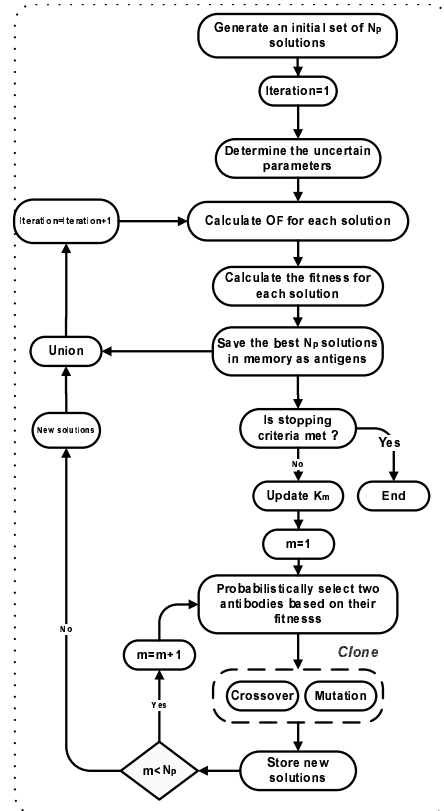 Generate an initial set of Np
solutions
Iteration=1
Determine the uncertain
parameters
Iteration=Iteration+1
Calculate OF for each solution
Calculate the fitness for
each solution
Save the best Np solutions
in memory as antigens
Union
New solutions
Is stopping
criteria met ?
Yes
No
End
Update Km
m=1
Probabilistically select two
antibodies based on their
fitnesss
Clone
m=m+1
Crossover
Mutation
No
Yes
m< Np
Store new
solutions